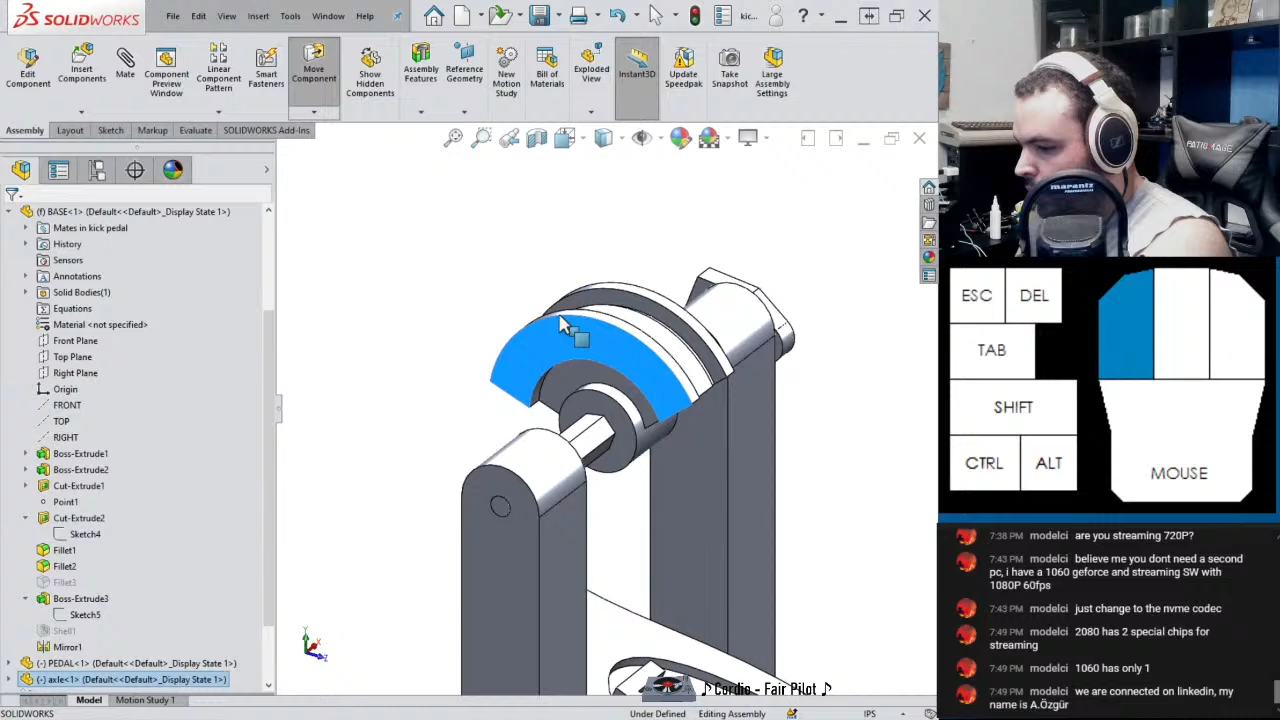 SOLIDWORKS
File Edit View Insert Tools Window Help
kic...
Edit Component
Insert Components
Mate
Component Preview Window
Linear Component Pattern
Smart Fasteners
Move Component
Show Hidden Components
Assembly Features
Reference Geometry
New Motion Study
Bill of Materials
Exploded View
Instant3D
Update Speedpak
Take Snapshot
Large Assembly Settings
Assembly Layout Sketch Markup Evaluate SOLIDWORKS Add-Ins
(f) BASE<1> (Default<<Default>_Display State 1>)
Mates in kick pedal
History
Sensors
Annotations
Solid Bodies(1)
Equations
Material <not specified>
Front Plane
Top Plane
Right Plane
Origin
FRONT
TOP
RIGHT
Boss-Extrude1
Boss-Extrude2
Cut-Extrude1
Point1
Cut-Extrude2
Sketch4
Fillet1
Fillet2
Fillet3
Boss-Extrude3
Sketch5
Shell1
Mirror1
(-) PEDAL<1> (Default<<Default>_Display State 1>)
(-) axle<1> (Default<<Default>_Display State 1>)
Model Motion Study 1
SOLIDWORKS
Under Defined Editing Assembly IPS
♪ Cordio - Fair Pilot ♪
marantz
PROFESSIONAL
ESC DEL
TAB
SHIFT
CTRL ALT
MOUSE
7:38 PM modelci are you streaming 720P?
7:43 PM modelci believe me you dont need a second
pc, i have a 1060 geforce and streaming SW with
1080P 60fps
7:43 PM modelci just change to the nvme codec
7:49 PM modelci 2080 has 2 special chips for
streaming
7:49 PM modelci 1060 has only 1
7:49 PM modelci we are connected on linkedin, my
name is A.Özgür